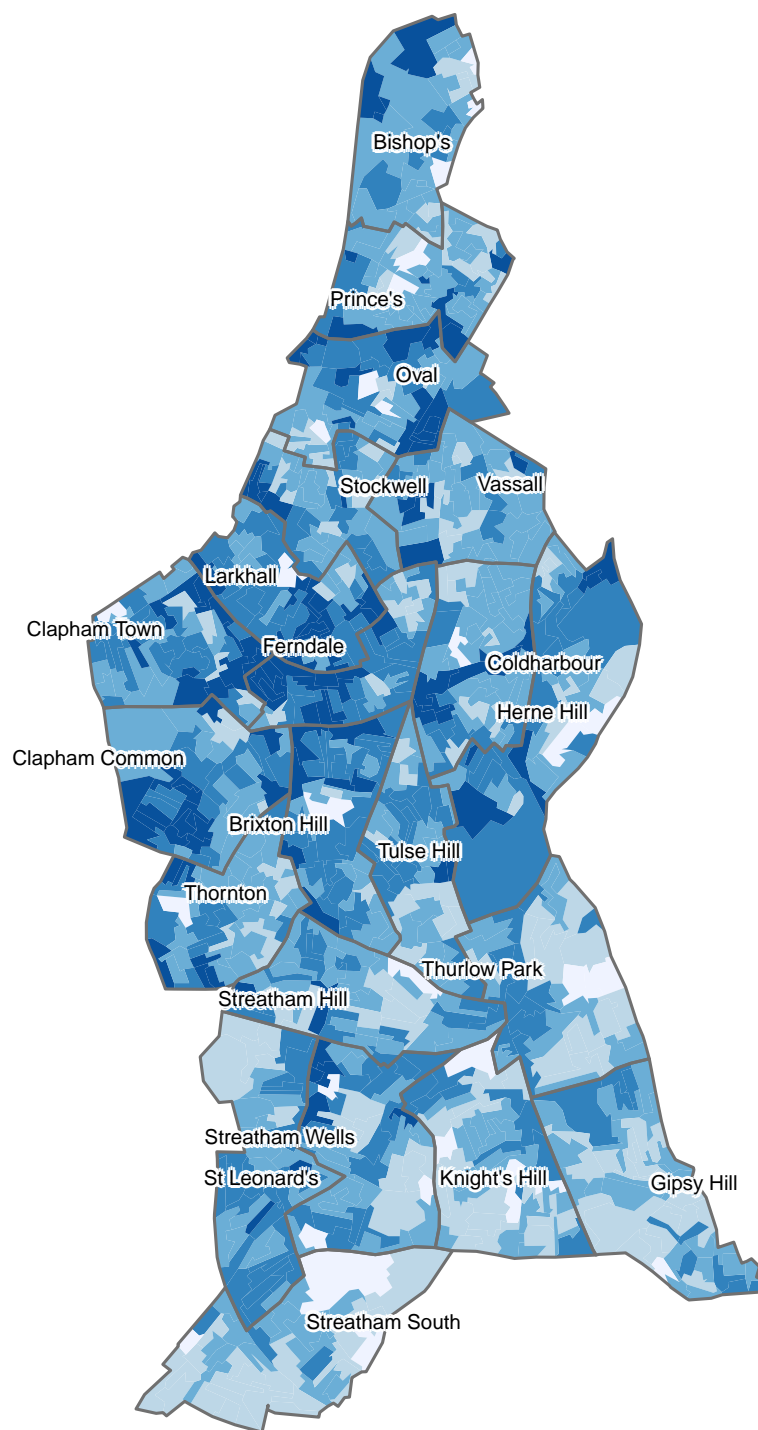 Bishop's
Prince's
Oval
Stockwell
Vassall
Larkhall
Clapham Town
Ferndale
Coldharbour
Herne Hill
Clapham Common
Brixton Hill
Tulse Hill
Thornton
Thurlow Park
Streatham Hill
Streatham Wells
St Leonard's
Knight's Hill
Gipsy Hill
Streatham South